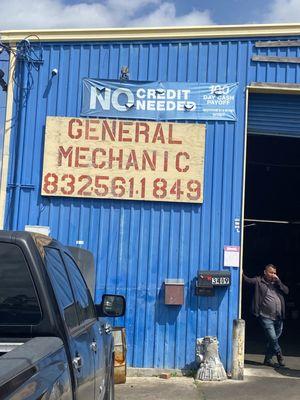 NO CREDIT NEEDED
100 DAY CASH PAYOFF
GENERAL
MECHANIC
8325611849
3409